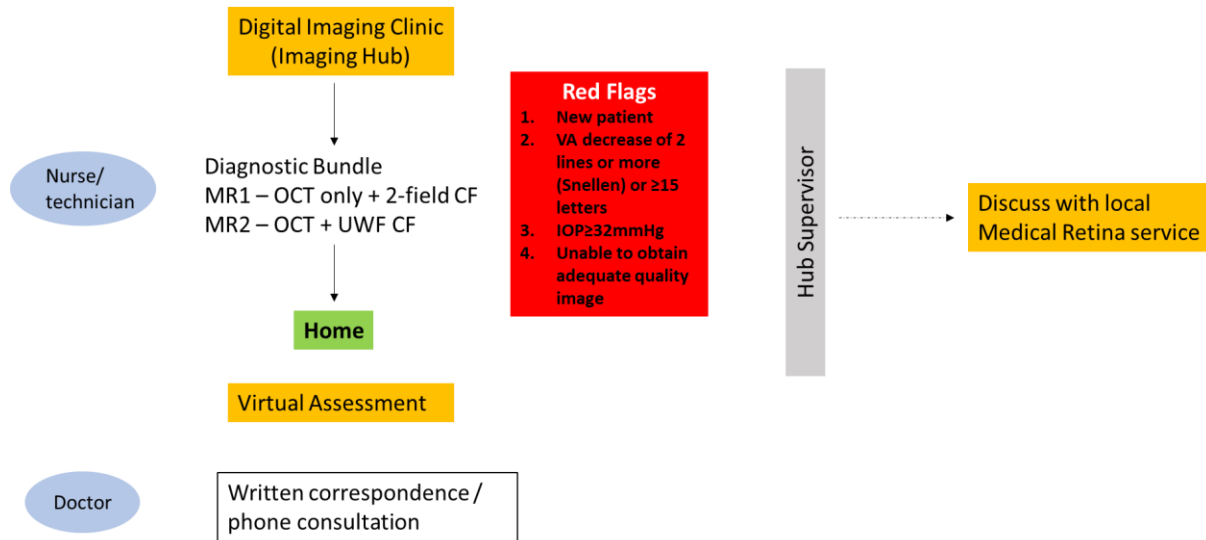 Digital Imaging Clinic
(Imaging Hub)
Nurse/
technician
Diagnostic Bundle
MR1 – OCT only + 2-field CF
MR2 – OCT + UWF CF
Home
Red Flags
1. New patient
2. VA decrease of 2
lines or more
(Snellen) or ≥15
letters
3. IOP≥32mmHg
4. Unable to obtain
adequate quality
image
Hub Supervisor
Discuss with local
Medical Retina service
Virtual Assessment
Doctor
Written correspondence /
phone consultation